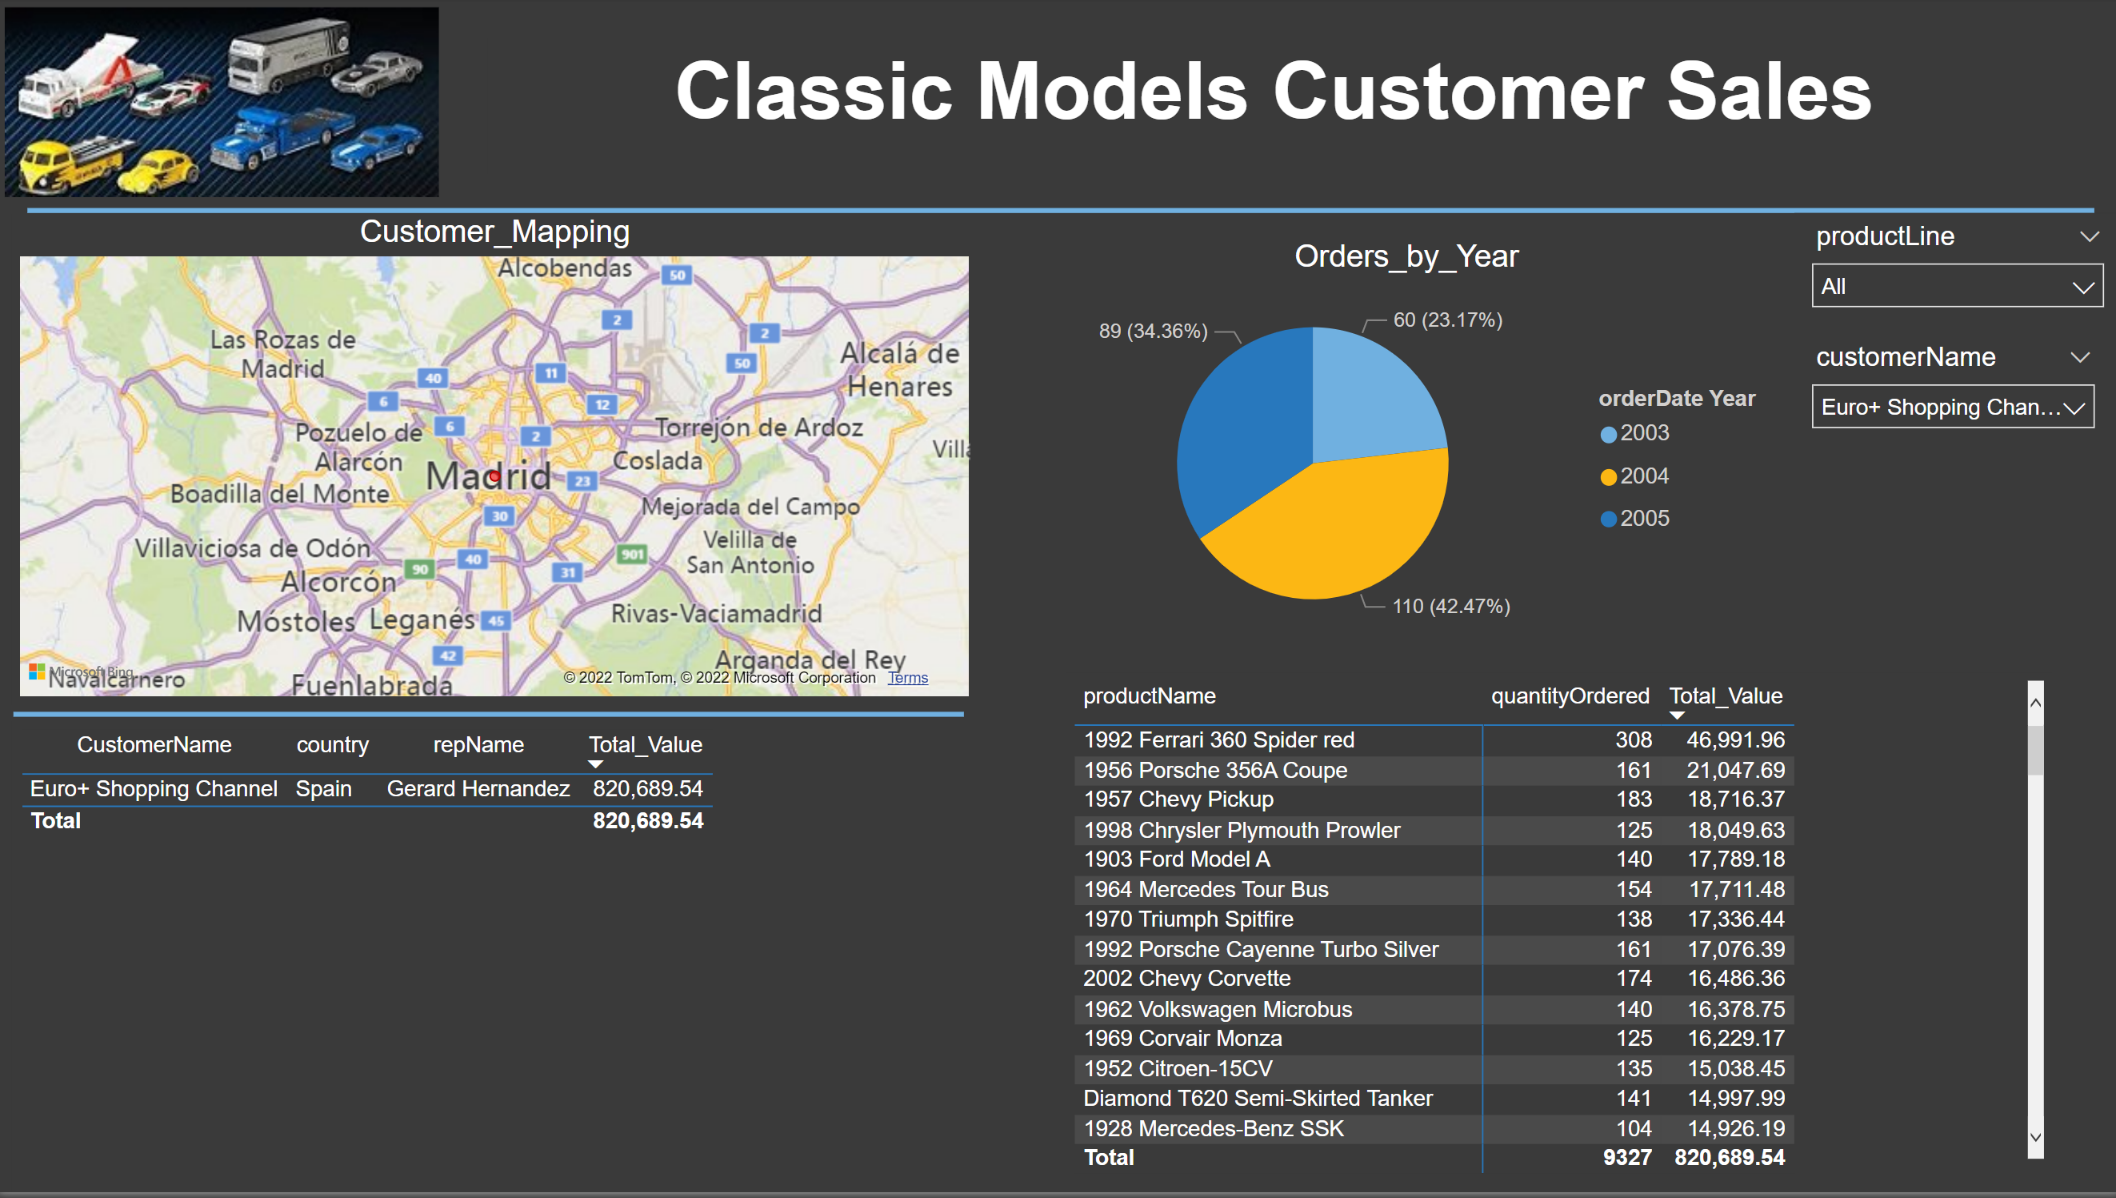 Classic Models Customer Sales
Customer_Mapping
Alcobendas
50
2
2
Las Rozas de
Madrid
Alcalá de
Henares
50
11
40
6
12
6
2
Pozuelo de
Alarcón
Torrejón de Ardoz
Villa
Coslada
Madrid
23
Boadilla del Monte
Mejorada del Campo
30
Velilla de
San Antonio
Villaviciosa de Odón
901
40
90
31
Alcorcón
Móstoles
Leganés
45
Rivas-Vaciamadrid
42
Arganda del Rey
Microsoft Bing
Navalcarnero
Fuenlabrada
© 2022 TomTom, © 2022 Microsoft Corporation Terms
Orders_by_Year
89 (34.36%)
60 (23.17%)
110 (42.47%)
orderDate Year
2003
2004
2005
productLine
All
customerName
Euro+ Shopping Chan...
CustomerName country repName Total_Value
Euro+ Shopping Channel Spain Gerard Hernandez 820,689.54
Total 820,689.54
productName quantityOrdered Total_Value
1992 Ferrari 360 Spider red 308 46,991.96
1956 Porsche 356A Coupe 161 21,047.69
1957 Chevy Pickup 183 18,716.37
1998 Chrysler Plymouth Prowler 125 18,049.63
1903 Ford Model A 140 17,789.18
1964 Mercedes Tour Bus 154 17,711.48
1970 Triumph Spitfire 138 17,336.44
1992 Porsche Cayenne Turbo Silver 161 17,076.39
2002 Chevy Corvette 174 16,486.36
1962 Volkswagen Microbus 140 16,378.75
1969 Corvair Monza 125 16,229.17
1952 Citroen-15CV 135 15,038.45
Diamond T620 Semi-Skirted Tanker 141 14,997.99
1928 Mercedes-Benz SSK 104 14,926.19
Total 9327 820,689.54